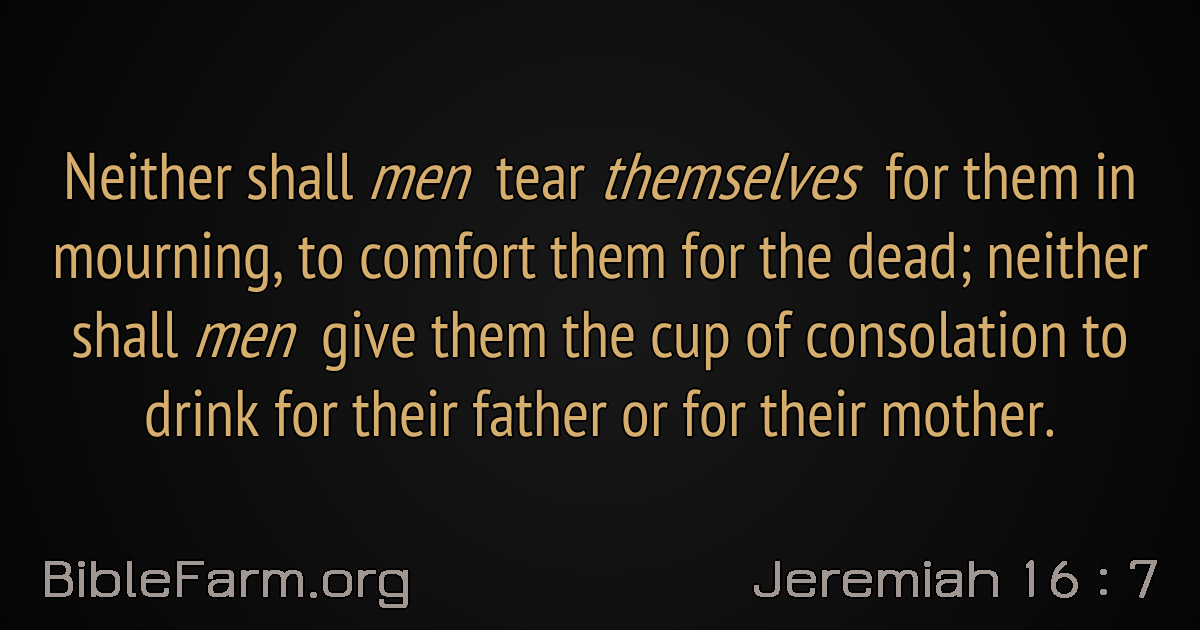 Neither shall men tear themselves for them in
mourning, to comfort them for the dead; neither
shall men give them the cup of consolation to
drink for their father or for their mother.
BibleFarm.org
Jeremiah 16 : 7